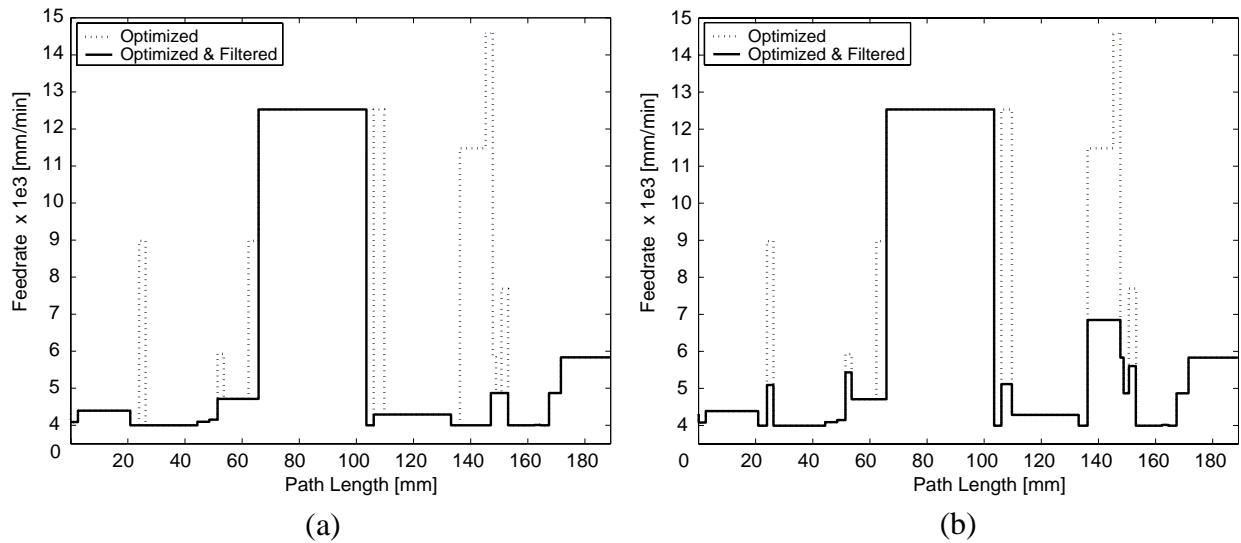 Optimized
Optimized & Filtered
15
14
13
12
11
10
9
8
7
6
5
4
Feedrate x 1e3 [mm/min]
20 40 60 80 100 120 140 160 180
Path Length [mm]
(a)
Optimized
Optimized & Filtered
15
14
13
12
11
10
9
8
7
6
5
4
Feedrate x 1e3 [mm/min]
0 20 40 60 80 100 120 140 160 180
Path Length [mm]
(b)